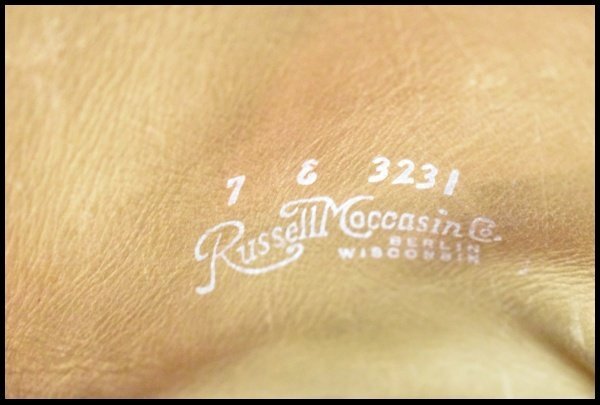 7 E 3231
Russell Moccasin Co.
BERLIN
WISCONSIN